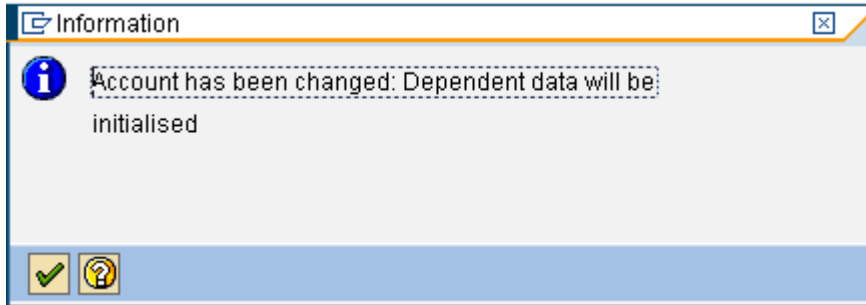 Information
Account has been changed: Dependent data will be
initialised